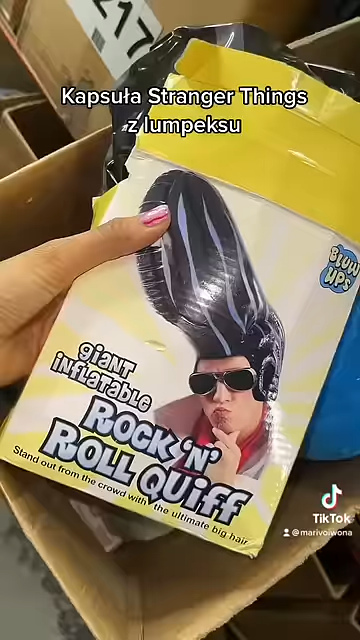 217
Kapsuła Stranger Things
z lumpeksu
BLOW
UPS
GIANT
INFLATABLE
ROCK 'N'
ROLL QUIFF
Stand out from the crowd with the ultimate big hair
TikTok
@marivoiwona